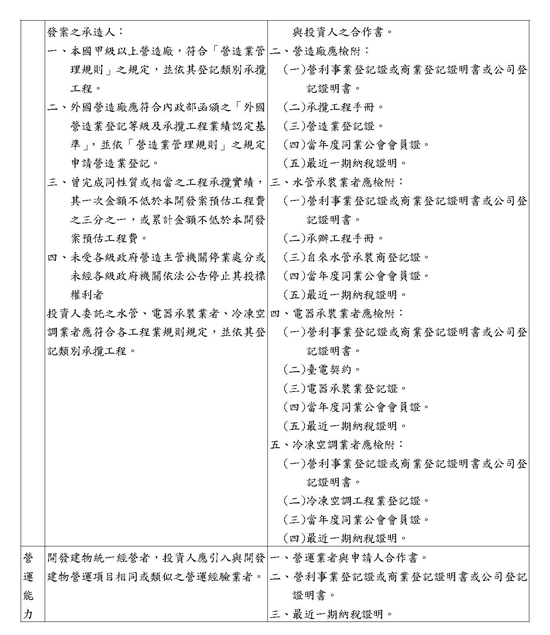 發案之承造人:
一、本國甲級以上營造廠,符合「營造業管
理規則」之規定,並依其登記類別承攬
工程。
二、外國營造廠應符合內政部函頒之「外國
營造業登記等級及承攬工程業績認定基
準」,並依「營造業管理規則」之規定
申請營造業登記。
三、曾完成同性質或相當之工程承攬實績,
其一次金額不低於本開發案預估工程費
之三分之一,或累計金額不低於本開發
案預估工程費。
四、未受各級政府營造主管機關停業處分或
未經各級政府機關依法公告停止其投標
權利者
投資人委託之水管、電器承裝業者、冷凍空
調業者應符合各工程業規則規定,並依其登
記類別承攬工程。
與投資人之合作書。
二、營造廠應檢附:
(一)營利事業登記證或商業登記證明書或公司登
記證明書。
(二)承攬工程手冊。
(三)營造業登記證。
(四)當年度同業公會會員證。
(五)最近一期納稅證明。
三、水管承裝業者應檢附:
(一)營利事業登記證或商業登記證明書或公司登
記證明書。
(二)承辦工程手冊。
(三)自來水管承裝商登記證。
(四)當年度同業公會會員證。
(五)最近一期納稅證明。
四、電器承裝業者應檢附:
(一)營利事業登記證或商業登記證明書或公司登
記證明書。
(二)臺電契約。
(三)電器承裝業登記證。
(四)當年度同業公會會員證。
(五)最近一期納稅證明。
五、冷凍空調業者應檢附:
(一)營利事業登記證或商業登記證明書或公司登
記證明書。
(二)冷凍空調工程業登記證。
(三)當年度同業公會會員證。
(四)最近一期納稅證明。
營
運
能
力
開發建物統一經營者,投資人應引入與開發
建物營運項目相同或類似之營運經驗業者。
一、營運業者與申請人合作書。
二、營利事業登記證或商業登記證明書或公司登記
證明書。
三、最近一期納稅證明。